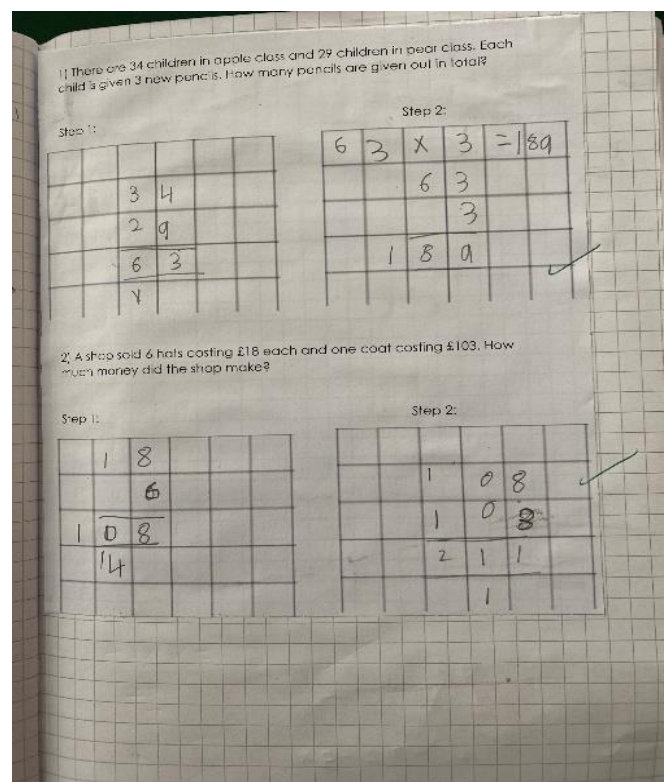 1) There are 34 children in apple class and 29 children in pear class. Each
child is given 3 new pencils. How many pencils are given out in total?
Step 1:
3 4
2 9
6 3
Step 2:
6 3 x 3 = 189
6 3
3
1 8 9
2) A shop sold 6 hats costing £18 each and one coat costing £103. How
much money did the shop make?
Step 1:
1 8
6
1 0 8
14
Step 2:
1 0 8
1 0 3
2 1 1
1